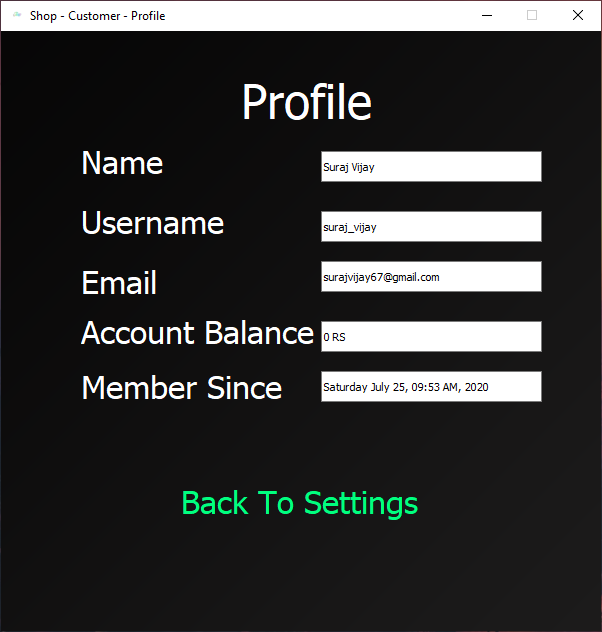 Shop - Customer - Profile
Profile
Name
Suraj Vijay
Username
suraj_vijay
Email
surajvijay67@gmail.com
Account Balance
0 RS
Member Since
Saturday July 25, 09:53 AM, 2020
Back To Settings